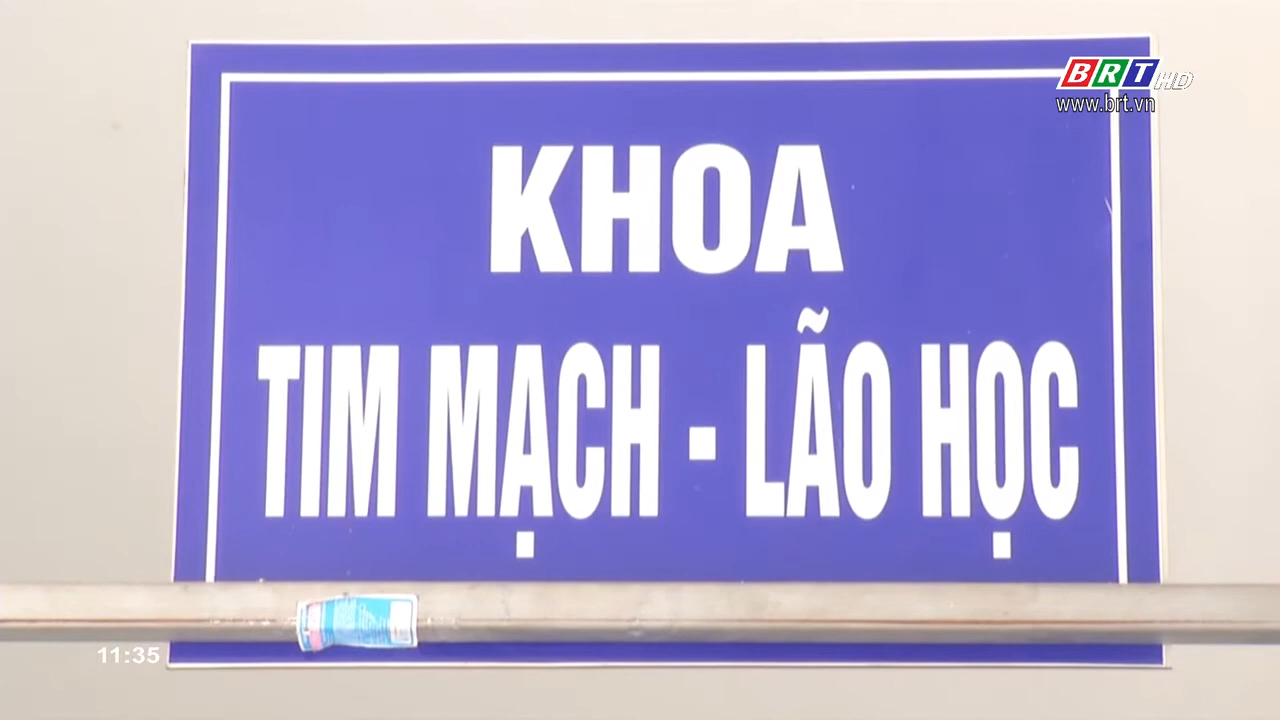 BRT HD
www.brt.vn
KHOA
TIM MẠCH - LÃO HỌC
11:35